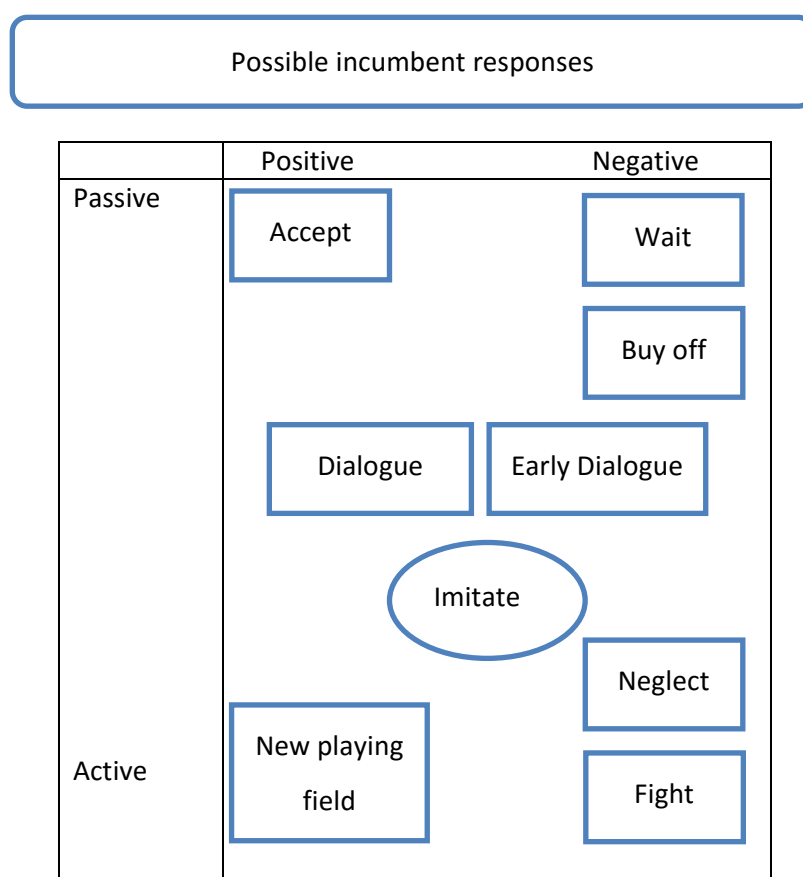 Possible incumbent responses
Positive Negative
Passive
Accept
Wait
Buy off
Dialogue
Early Dialogue
Imitate
Neglect
New playing
field
Active
Fight